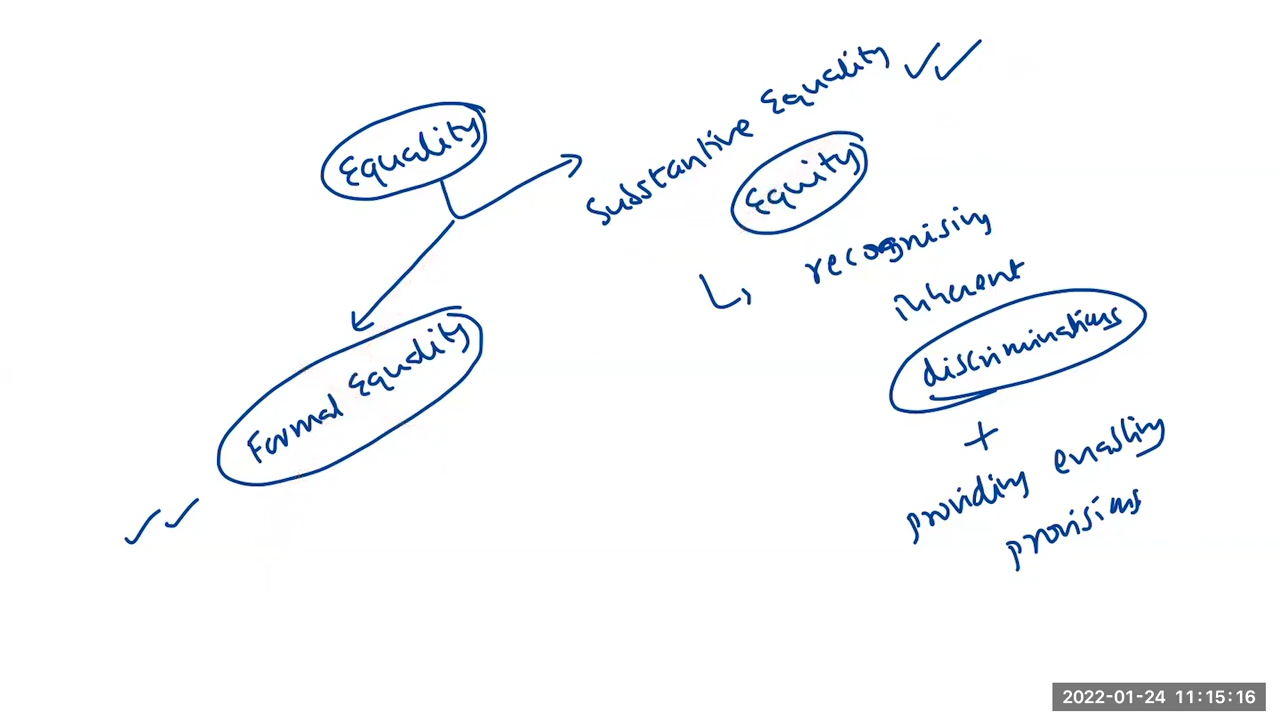 Equality
Substantive Equality
Equity
recognising
inherent
discriminations
+
providing enabling
provisions
Formal Equality
2022-01-24 11:15:16